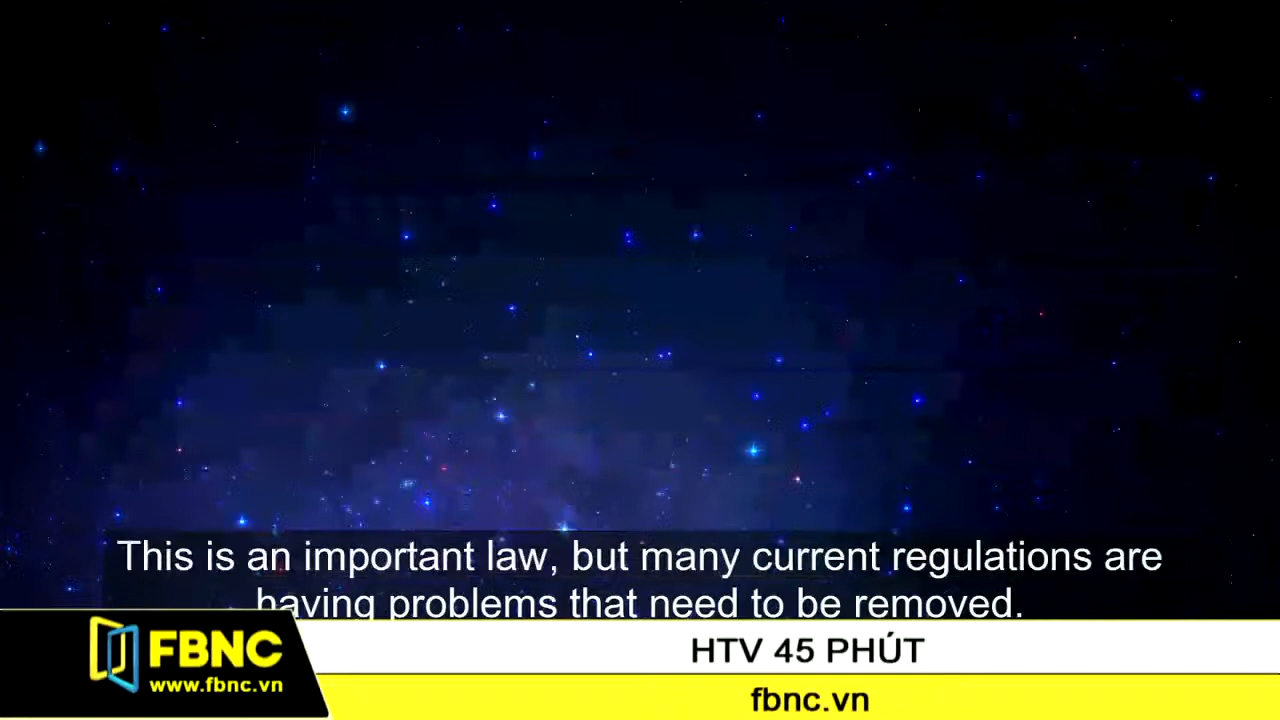 This is an important law, but many current regulations are
having problems that need to be removed.
FBNC
www.fbnc.vn
HTV 45 PHÚT
fbnc.vn